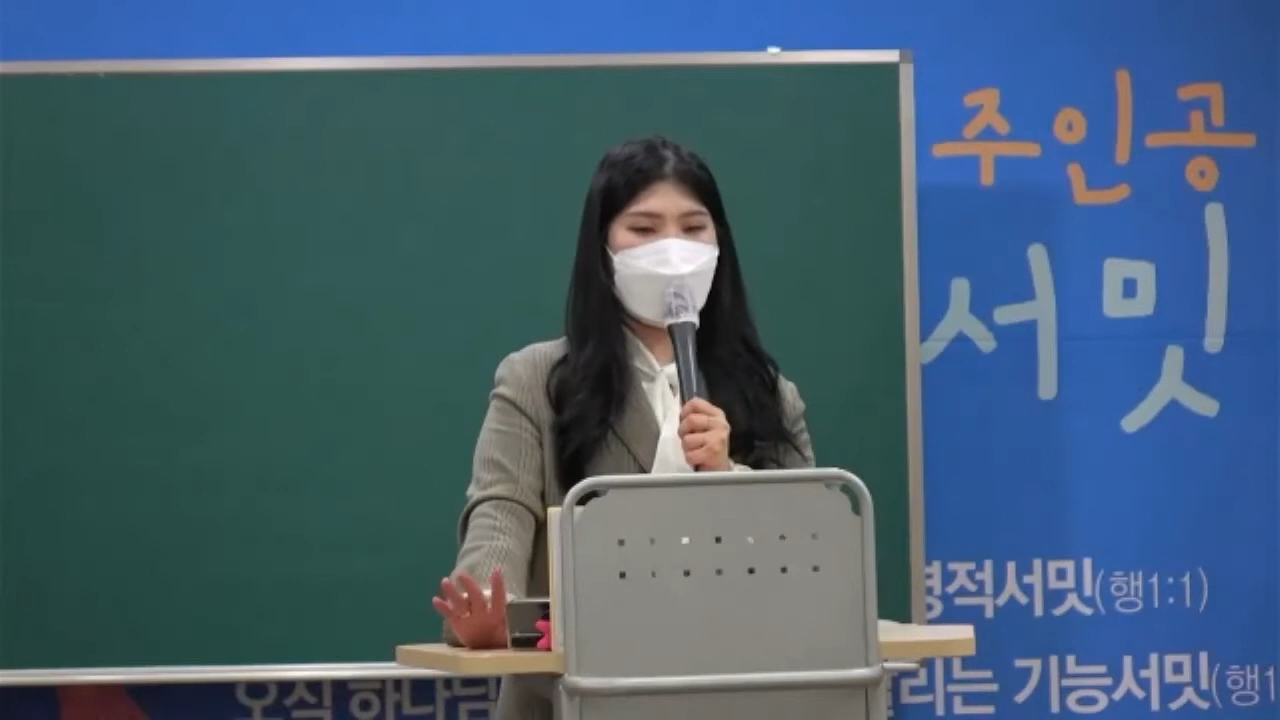 주인공
서밋
영적서밋(행1:1)
리는 기능서밋(행1
오직 하나님